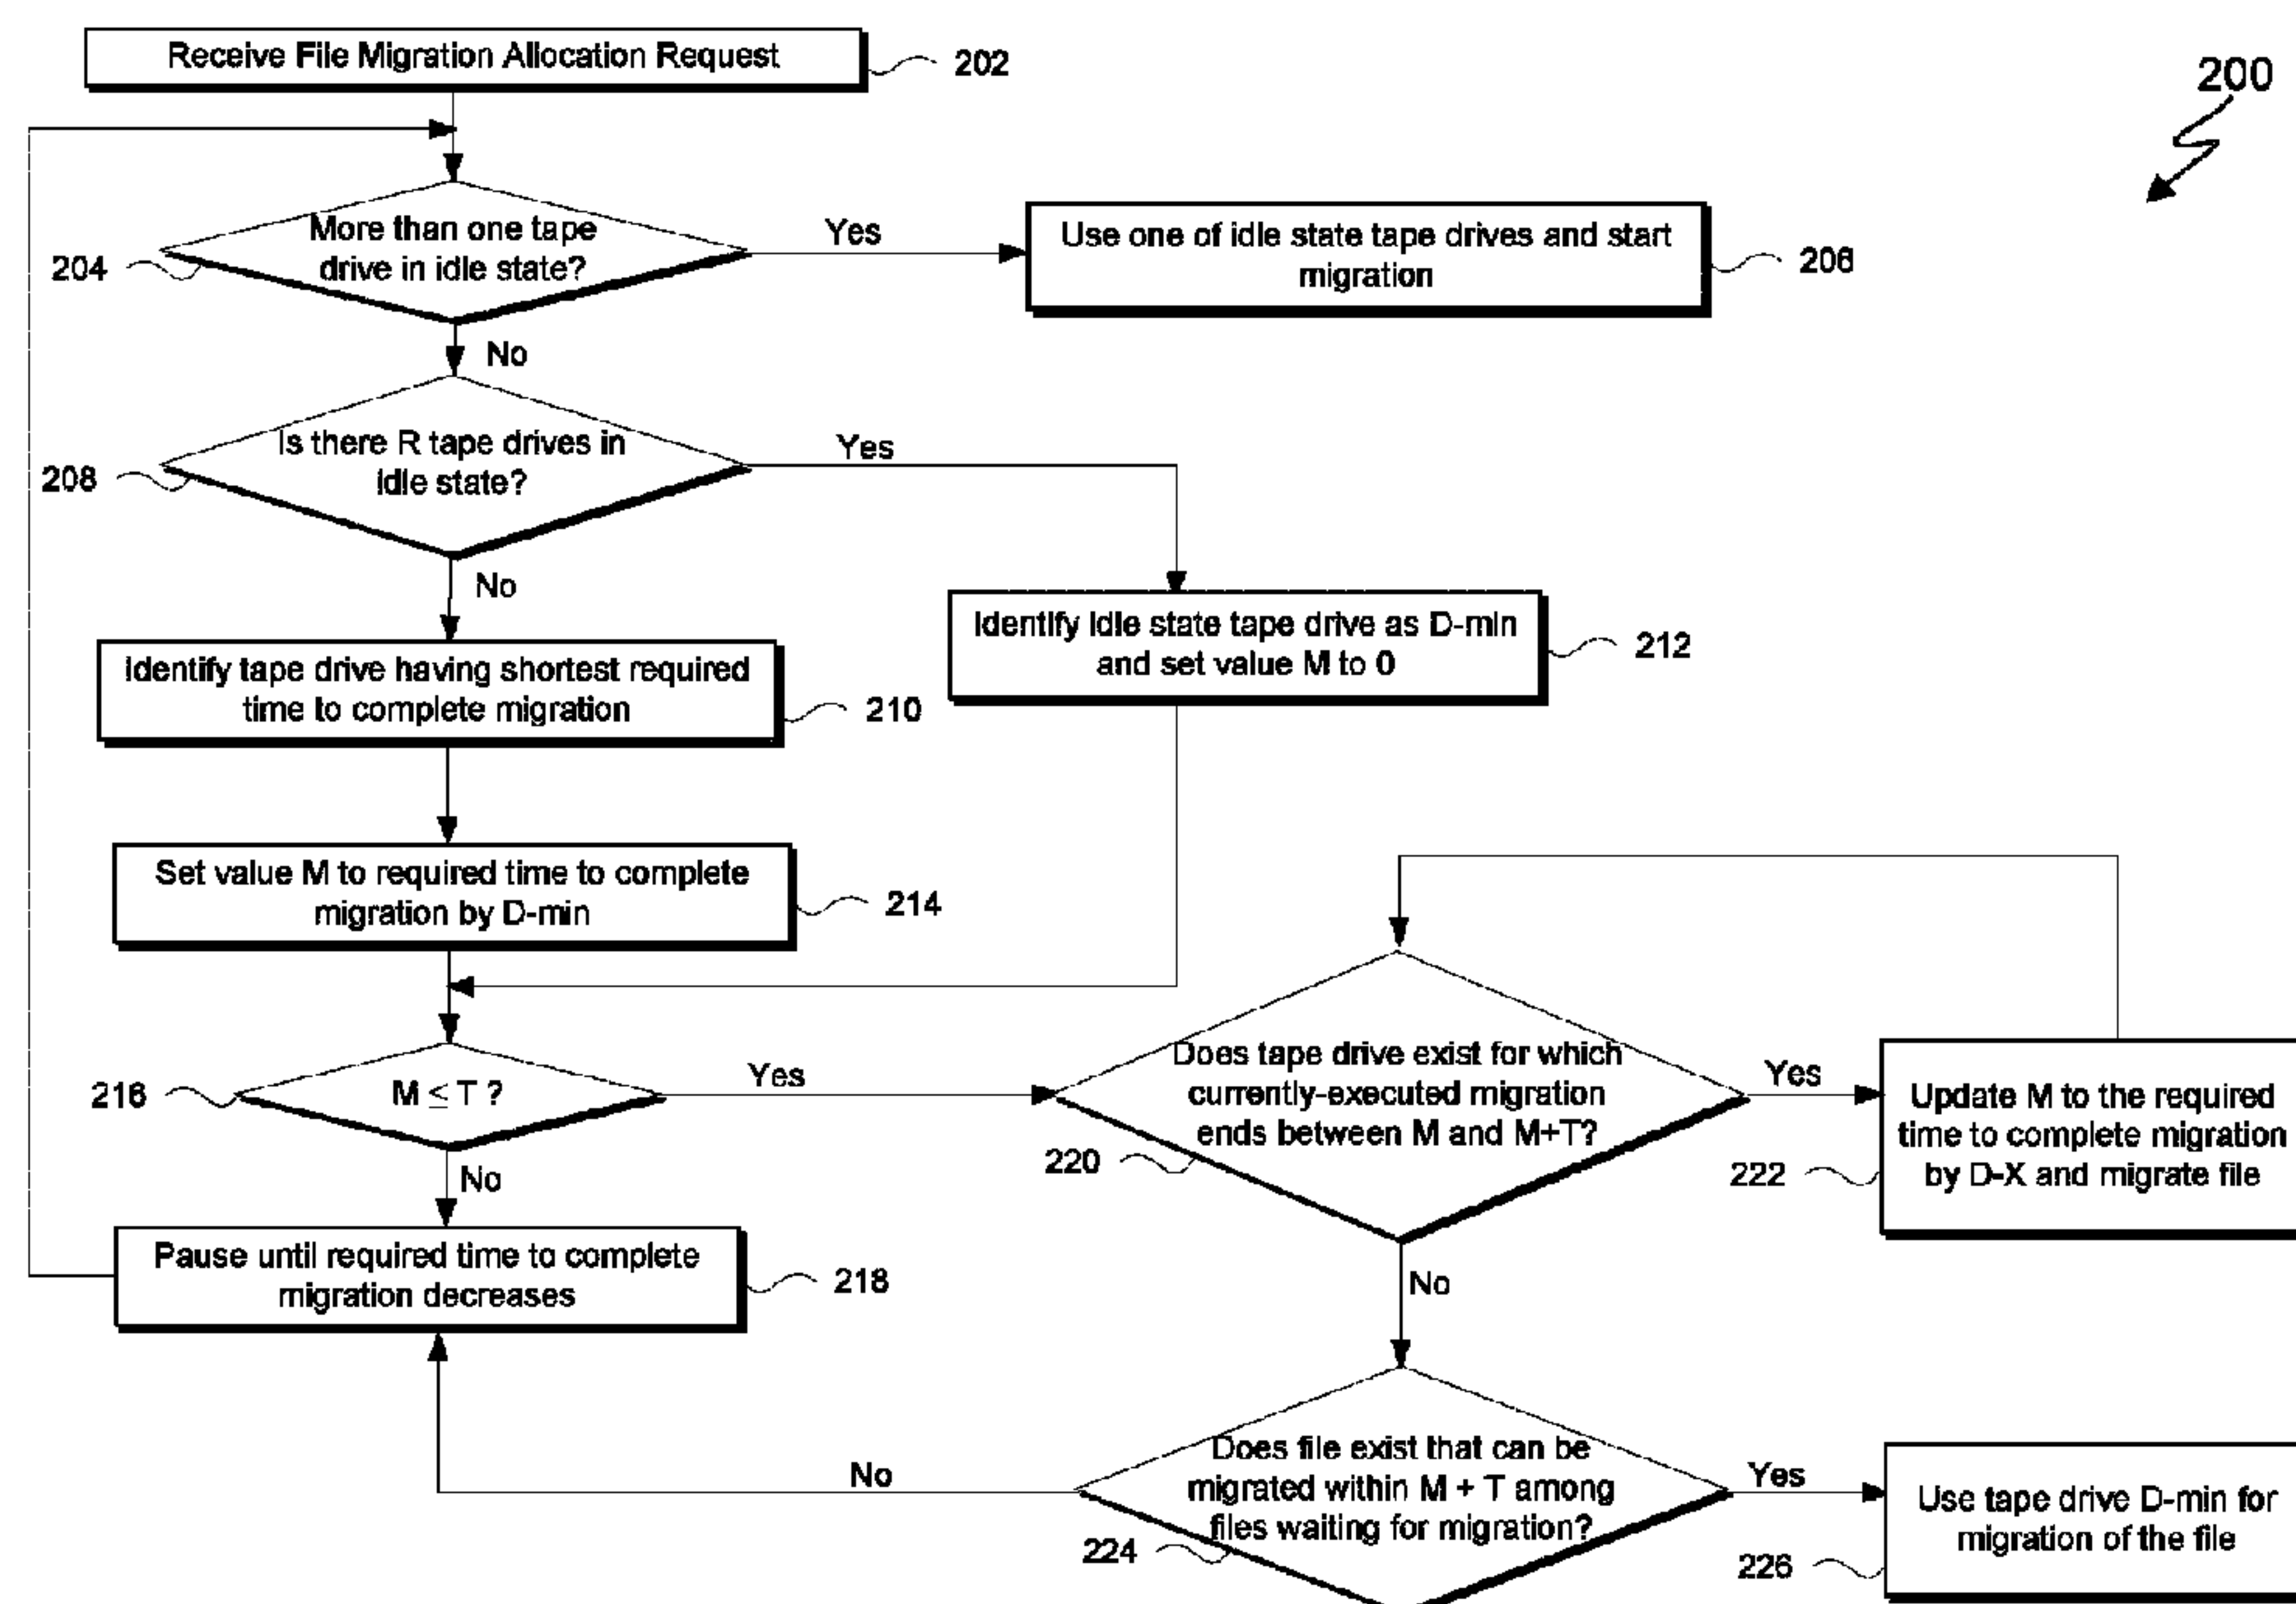 Receive File Migration Allocation Request
202
200
More than one tape
drive in idle state?
204
Yes
Use one of idle state tape drives and start
migration
206
No
Is there R tape drives in
idle state?
208
Yes
No
Identify idle state tape drive as D-min
and set value M to 0
212
Identify tape drive having shortest required
time to complete migration
210
Set value M to required time to complete
migration by D-min
214
M ≤ T ?
216
Yes
Does tape drive exist for which
currently-executed migration
ends between M and M+T?
220
Yes
Update M to the required
time to complete migration
by D-X and migrate file
222
No
Pause until required time to complete
migration decreases
218
No
Does file exist that can be
migrated within M + T among
files waiting for migration?
224
No
Yes
Use tape drive D-min for
migration of the file
226